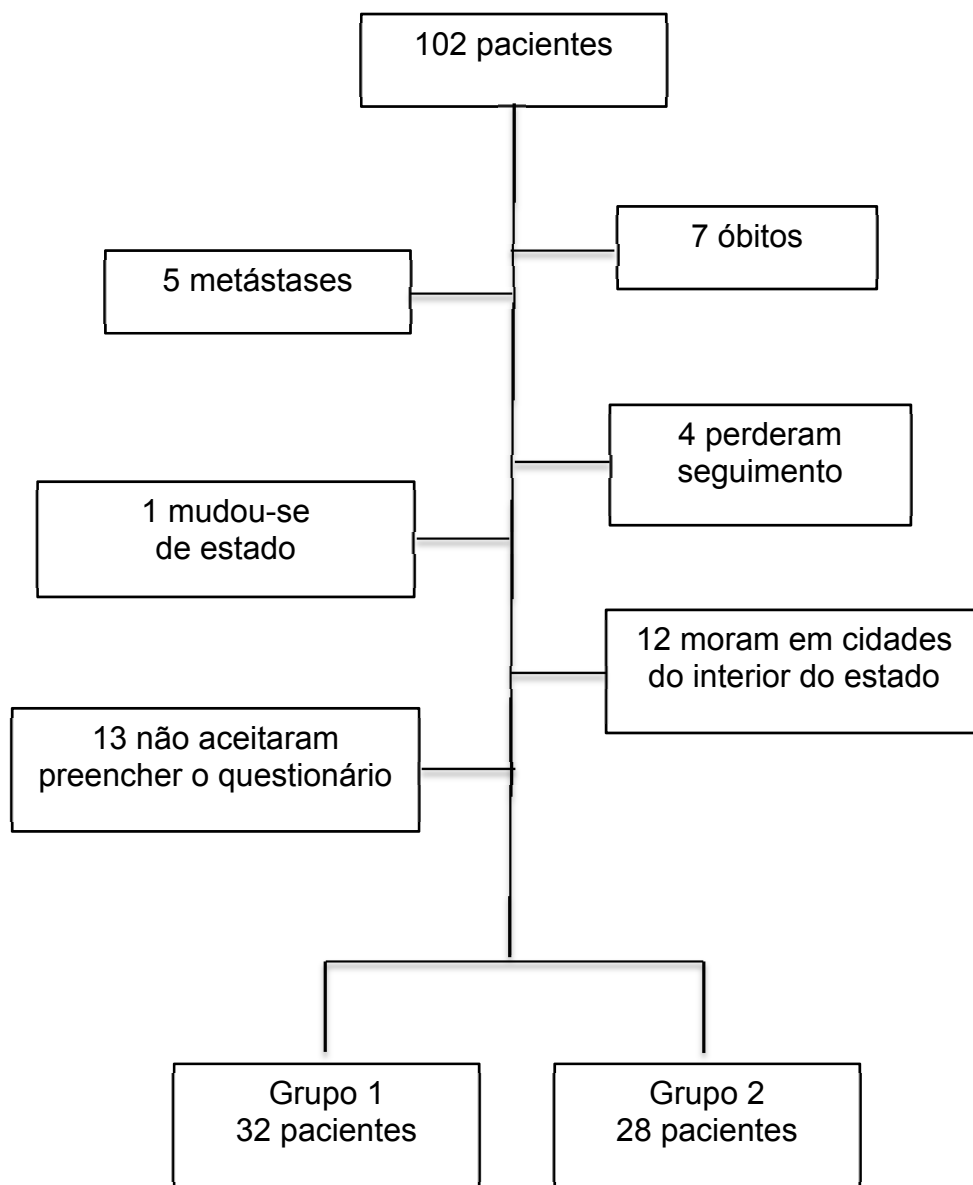 102 pacientes
7 óbitos
5 metástases
4 perderam
seguimento
1 mudou-se
de estado
12 moram em cidades
do interior do estado
13 não aceitaram
preencher o questionário
Grupo 1
32 pacientes
Grupo 2
28 pacientes